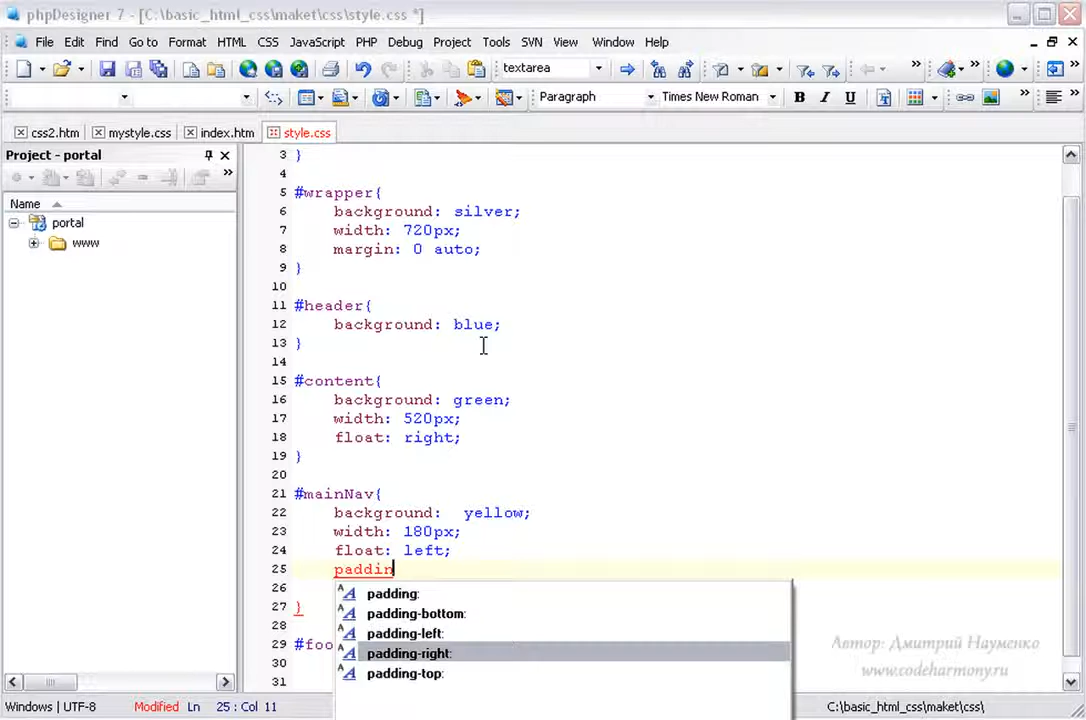 phpDesigner 7 - [C:\basic_html_css\maket\css\style.css *]
File Edit Find Go to Format HTML CSS JavaScript PHP Debug Project Tools SVN View Window Help
textarea
Paragraph Times New Roman B I U
css2.htm mystyle.css index.htm style.css
Project - portal
Name
portal
www
3 }
4
5 #wrapper{
6 background: silver;
7 width: 720px;
8 margin: 0 auto;
9 }
10
11 #header{
12 background: blue;
13 }
14
15 #content{
16 background: green;
17 width: 520px;
18 float: right;
19 }
20
21 #mainNav{
22 background:  yellow;
23 width: 180px;
24 float: left;
25 paddin
26
27 }
28
29 #foo
30
31
padding:
padding-bottom:
padding-left:
padding-right:
padding-top:
Автор: Дмитрий Науменко
www.codeharmony.ru
Windows | UTF-8 Modified Ln 25 : Col 11 C:\basic_html_css\maket\css\